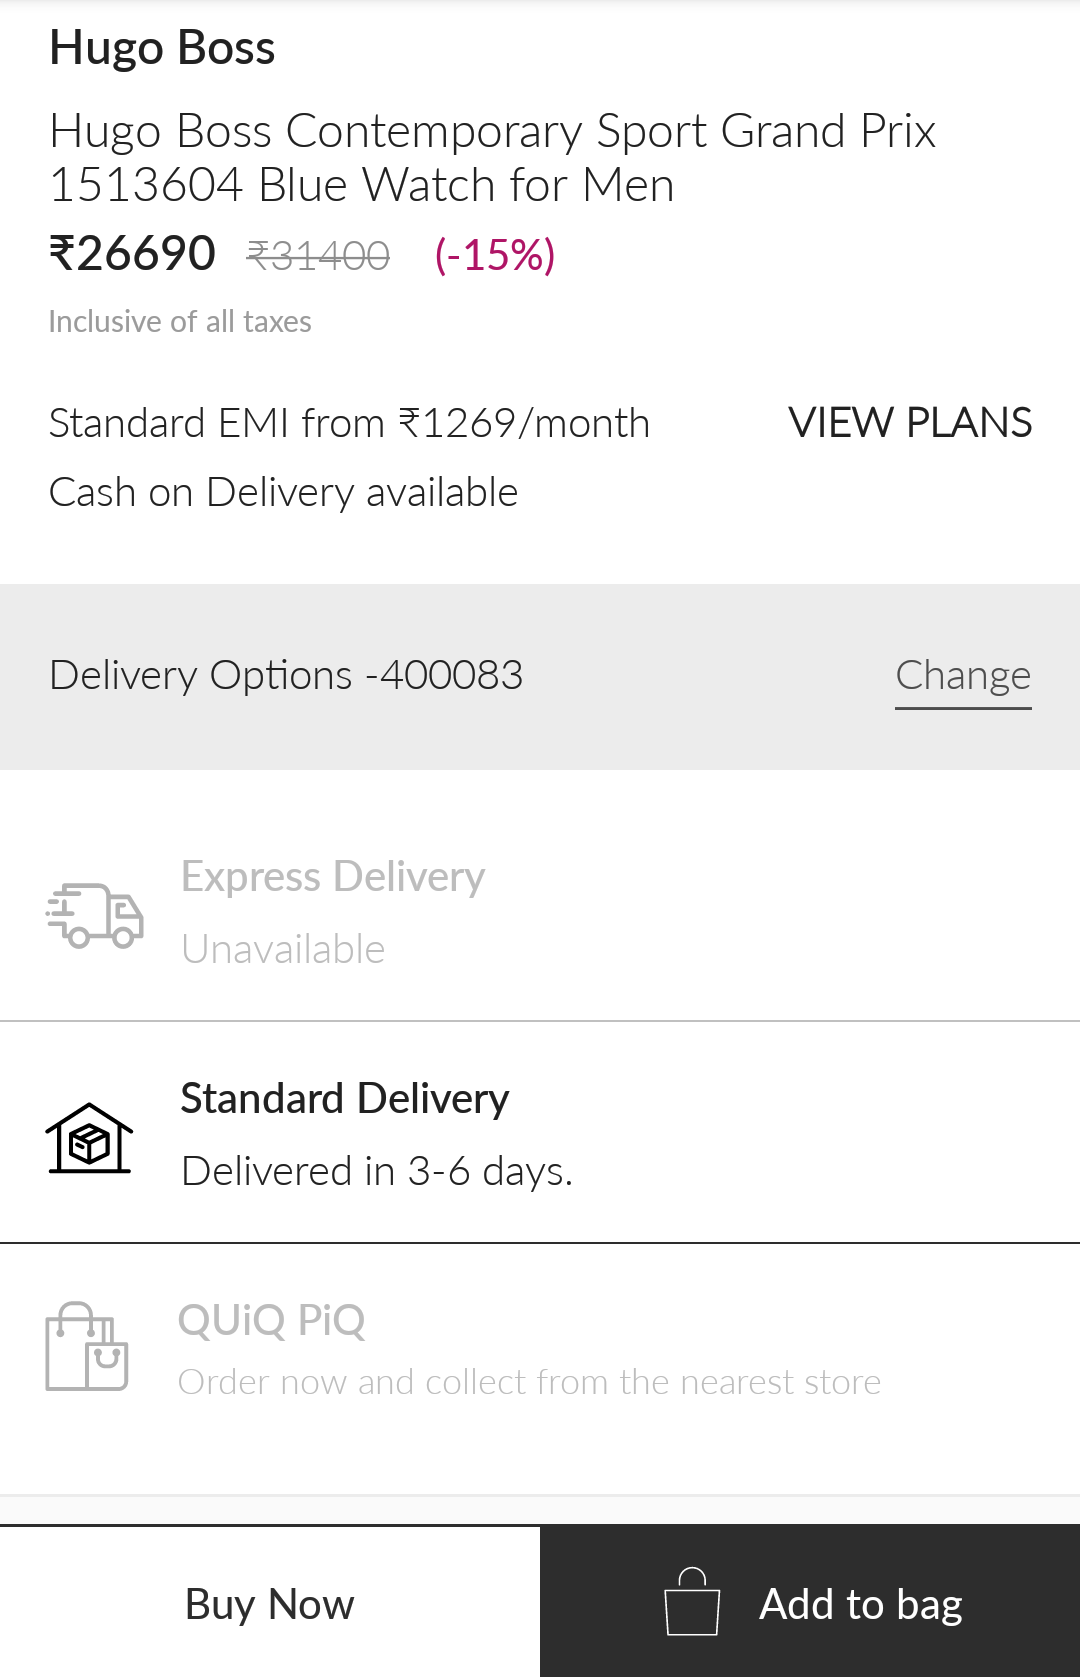 Hugo Boss
Hugo Boss Contemporary Sport Grand Prix
1513604 Blue Watch for Men
₹26690 ₹31400 (-15%)
Inclusive of all taxes
Standard EMI from ₹1269/month VIEW PLANS
Cash on Delivery available
Delivery Options -400083 Change
Express Delivery
Unavailable
Standard Delivery
Delivered in 3-6 days.
QUiQ PiQ
Order now and collect from the nearest store
Buy Now Add to bag